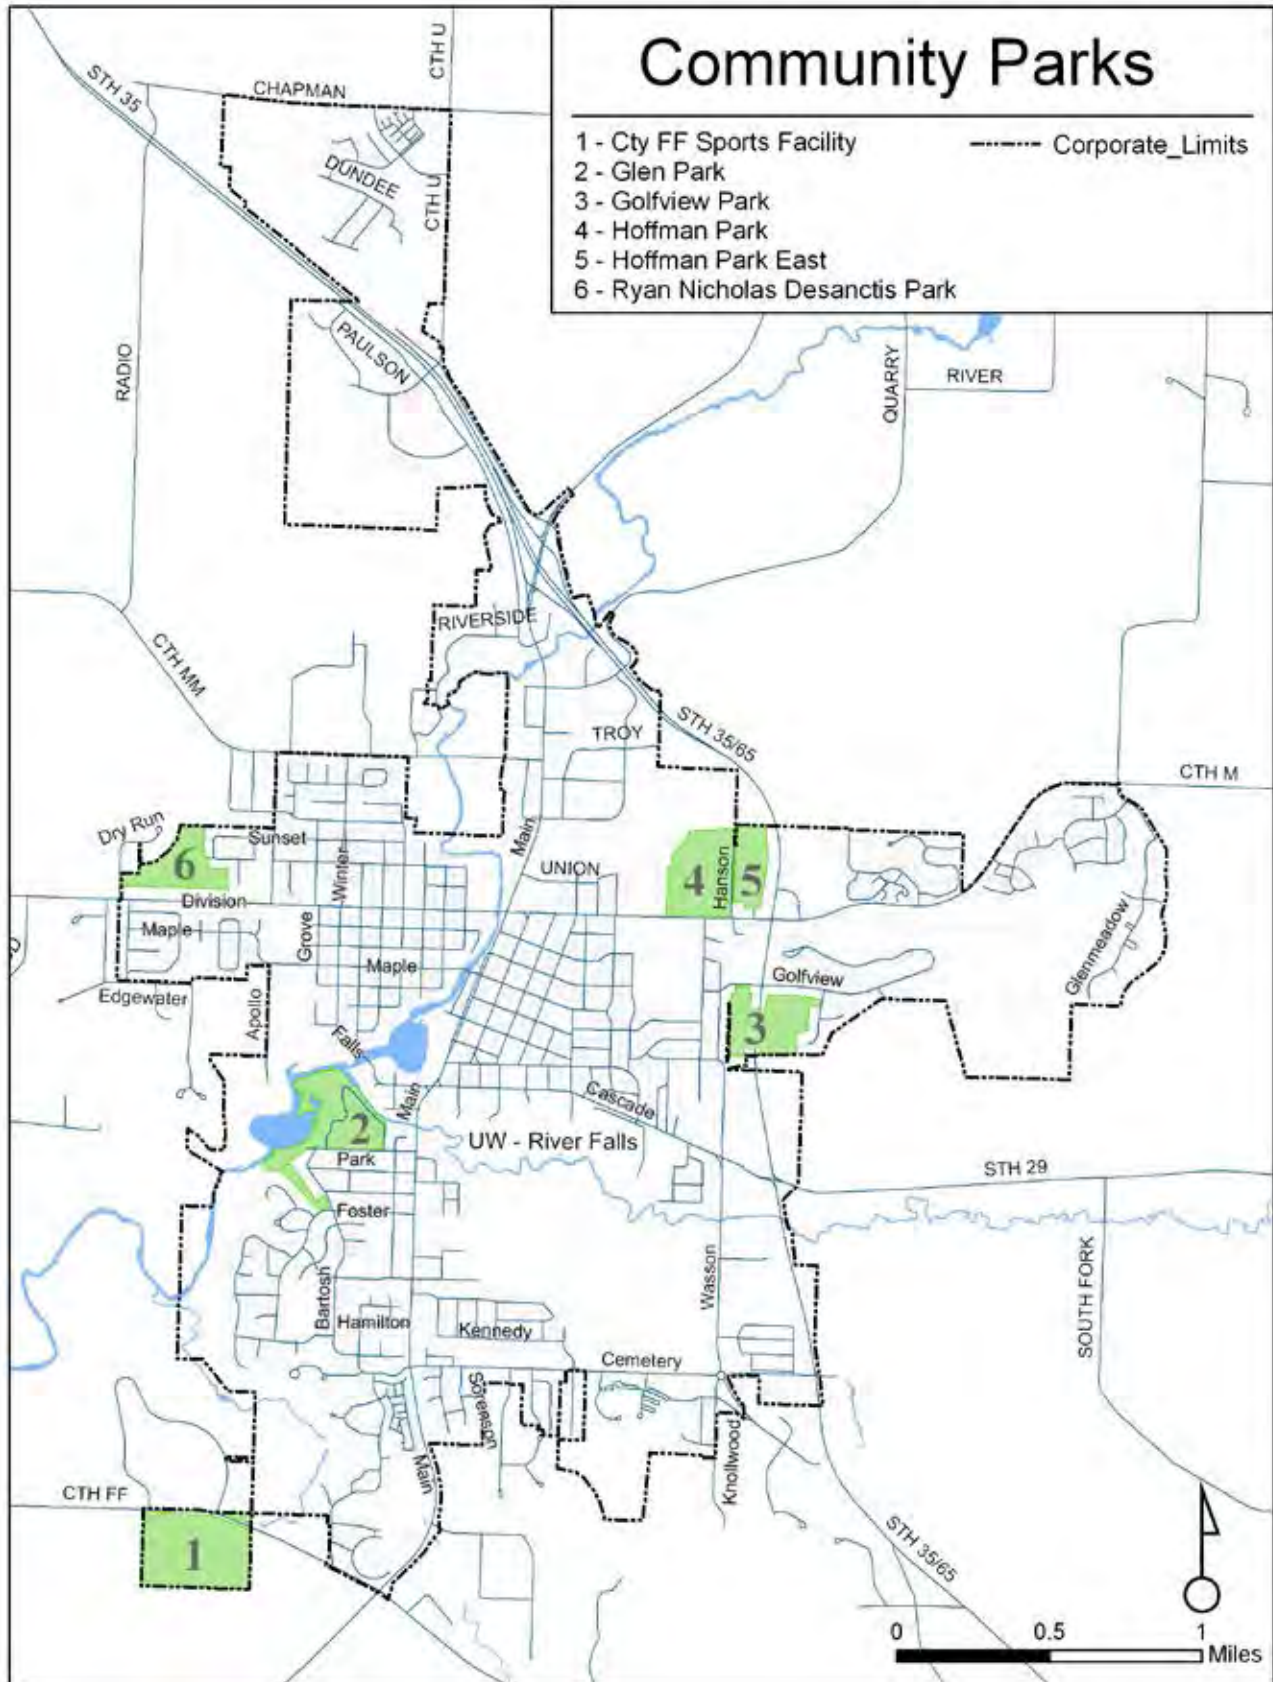 Community Parks
1 - Cty FF Sports Facility
2 - Glen Park
3 - Golfview Park
4 - Hoffman Park
5 - Hoffman Park East
6 - Ryan Nicholas Desanctis Park
Corporate_Limits
CTH U
STH 35
CHAPMAN
DUNDEE
CTH U
PAULSON
RADIO
QUARRY
RIVER
RIVERSIDE
CTH MM
STH 35/65
TROY
CTH M
Dry Run
Sunset
Main
6
Winter
UNION
4
Hanson
5
Division
Maple
Grove
Maple
Glenmeadow
Golfview
Edgewater
Apollo
Falls
3
Main
Cascade
2
UW - River Falls
Park
STH 29
Foster
Wasson
SOUTH FORK
Bartosh
Hamilton
Kennedy
Cemetery
Sorenson
Knollwood
Main
CTH FF
1
STH 35/65
0 0.5 1
Miles